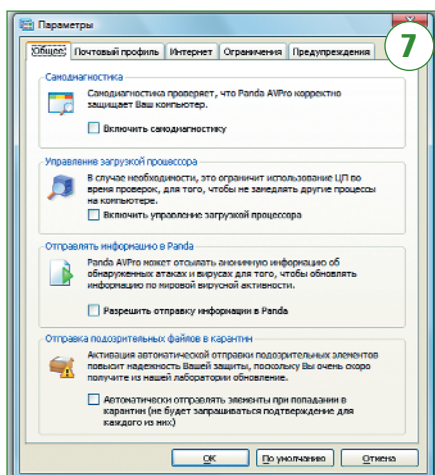 Параметры
7
Общее Почтовый профиль Интернет Ограничения Предупреждения
Самодиагностика
Самодиагностика проверяет, что Panda AVPro корректно
защищает Ваш компьютер.
Включить самодиагностику
Управление загрузкой процессора
В случае необходимости, это ограничит использование ЦП во
время проверок, для того, чтобы не замедлять другие процессы
на компьютере.
Включить управление загрузкой процессора
Отправлять информацию в Panda
Panda AVPro может отсылать анонимную информацию об
обнаруженных атаках и вирусах для того, чтобы обновлять
информацию по мировой вирусной активности.
Разрешить отправку информации в Panda
Отправка подозрительных файлов в карантин
Активация автоматической отправки подозрительных элементов
повысит надежность Вашей защиты, поскольку Вы очень скоро
получите из нашей лаборатории обновление.
Автоматически отправлять элементы при попадании в
карантин (не будет запрашиваться подтверждение для
каждого из них)
OK По умолчанию Отмена